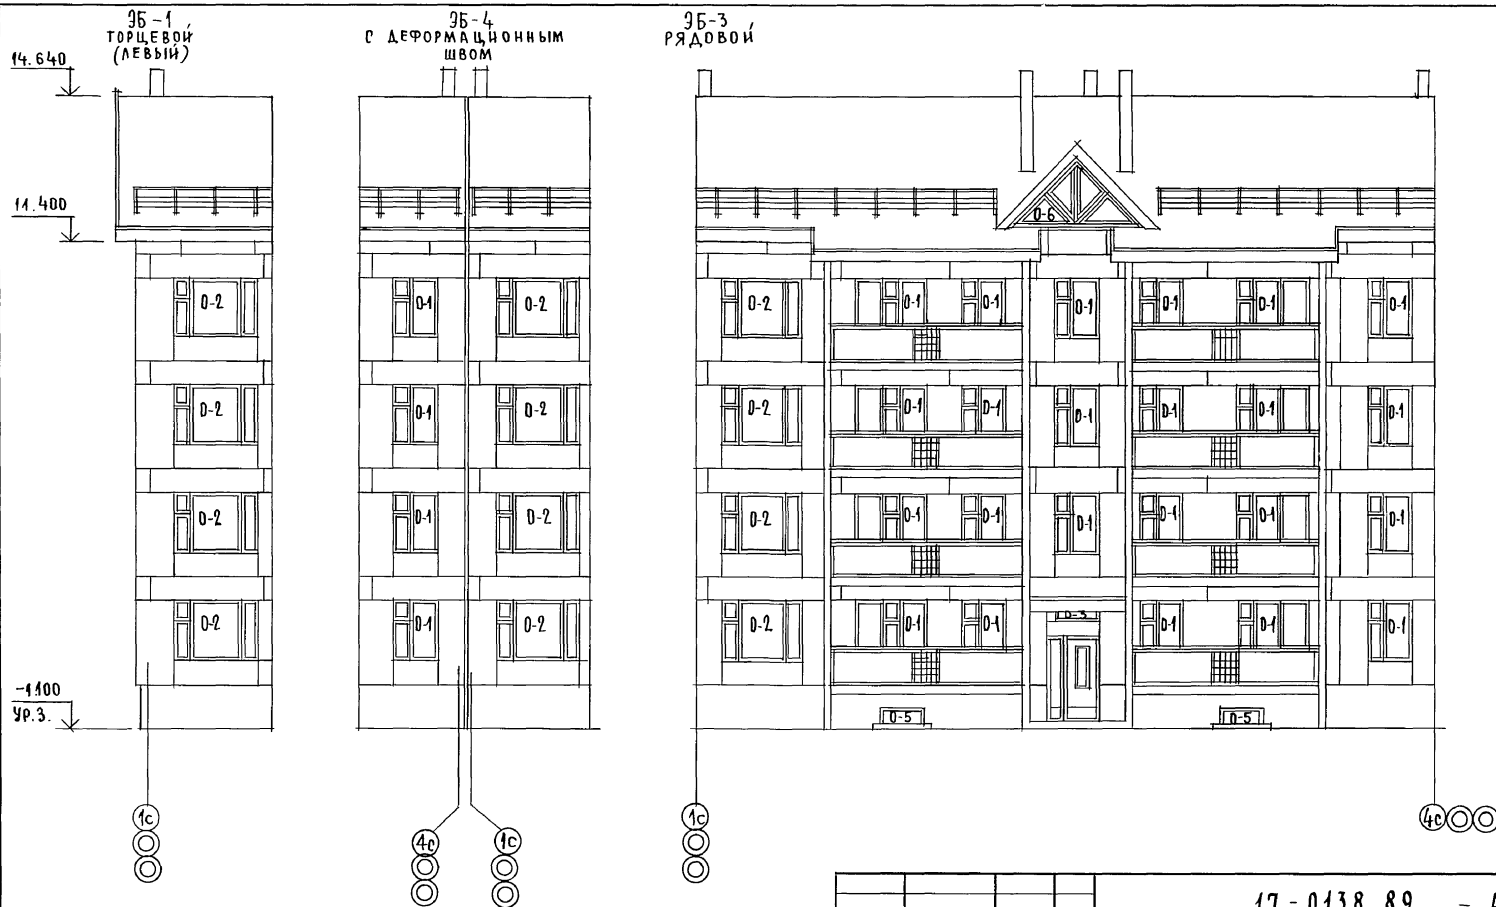 ЭБ-1
ТОРЦЕВОЙ
(ЛЕВЫЙ)
ЭБ-4
С ДЕФОРМАЦИОННЫМ
ШВОМ
ЭБ-3
РЯДОВОЙ
14.640
11.400
О-6
О-2 О-1 О-2 О-2 О-1 О-1 О-1 О-1 О-1 О-1
О-2 О-1 О-2 О-2 О-1 О-1 О-1 О-1 О-1 О-1
О-2 О-1 О-2 О-2 О-1 О-1 О-1 О-1 О-1 О-1
О-3
О-2 О-1 О-2 О-2 О-1 О-1 О-1 О-1 О-1
-1.100
УР.З.
О-5 О-5
1с 4с 1с 1с 4с
17-0138.89 -